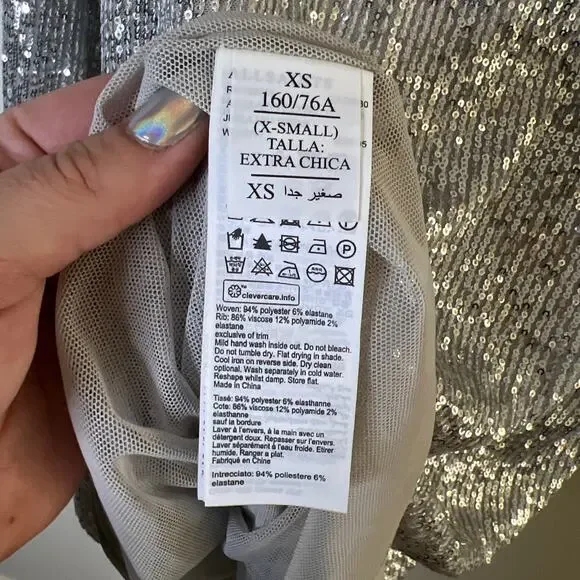 XS
160/76A
(X-SMALL)
TALLA:
EXTRA CHICA
XS صغير جدا
clevercare.info
Woven: 94% polyester 6% elastane
Rib: 86% viscose 12% polyamide 2%
elastane
exclusive of trim
Mild hand wash inside out. Do not bleach.
Do not tumble dry. Flat drying in shade.
Cool iron on reverse side. Dry clean
optional. Wash separately in cold water.
Reshape whilst damp. Store flat.
Made in China
Tissé: 94% polyester 6% elasthanne
Cote: 86% viscose 12% polyamide 2%
elasthanne
sauf la bordure
Laver à l'envers, à la main avec un
détergent doux. Repasser sur l'envers.
Laver séparément à l'eau froide. Etirer
humide. Ranger a plat.
Fabriqué en Chine
Intrecciato: 94% poliestere 6%
elastane